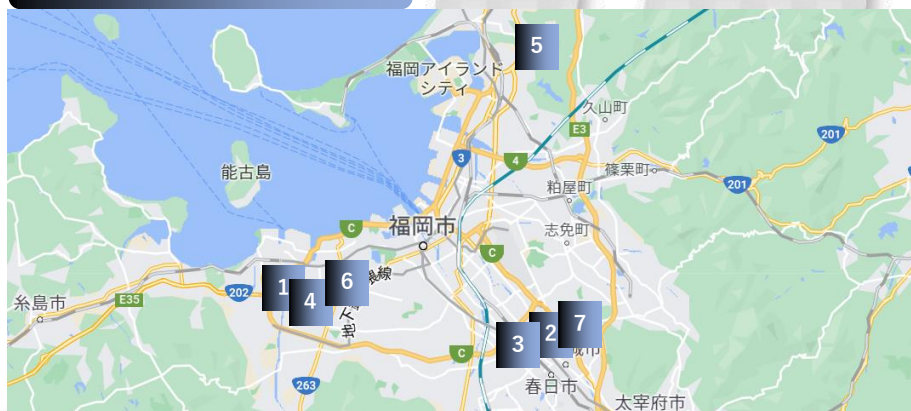 5
福岡アイランド
シティ
久山町
E3
3
4
201
能古島
篠栗町
201
粕屋町
C
福岡市
志免町
C
1
6
糸島市
E35
202
4
7
3
2
C
263
春日市
太宰府市